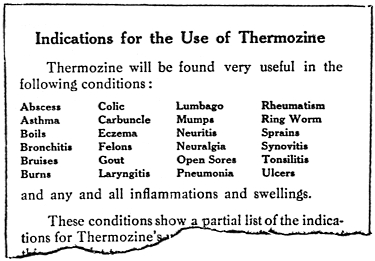 Indications for the Use of Thermozine
Thermozine will be found very useful in the
following conditions:
Abscess Colic Lumbago Rheumatism
Asthma Carbuncle Mumps Ring Worm
Boils Eczema Neuritis Sprains
Bronchitis Felons Neuralgia Synovitis
Bruises Gout Open Sores Tonsilitis
Burns Laryngitis Pneumonia Ulcers
and any and all inflammations and swellings.
These conditions show a partial list of the indica-
tions for Thermozine's